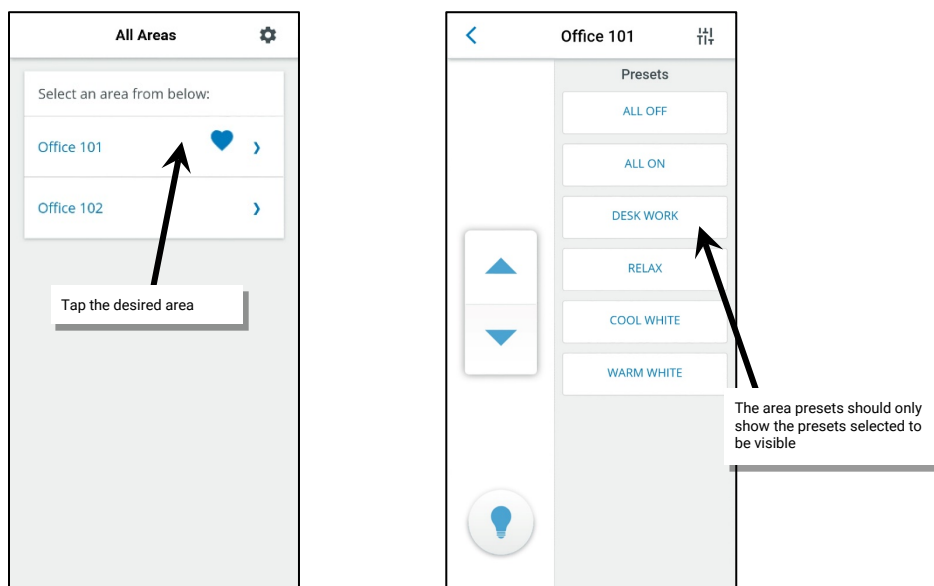 All Areas
Select an area from below:
Office 101
Office 102
Tap the desired area
Office 101
Presets
ALL OFF
ALL ON
DESK WORK
RELAX
COOL WHITE
WARM WHITE
The area presets should only
show the presets selected to
be visible